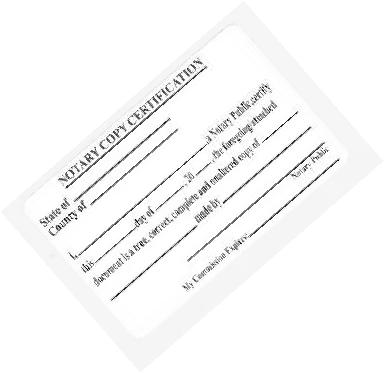 NOTARY COPY CERTIFICATION
State of
County of
I, , a Notary Public certify
this day of , 20 , the foregoing/attached
document is a true, correct, complete and unaltered copy of
made by
Notary Public
My Commission Expires: